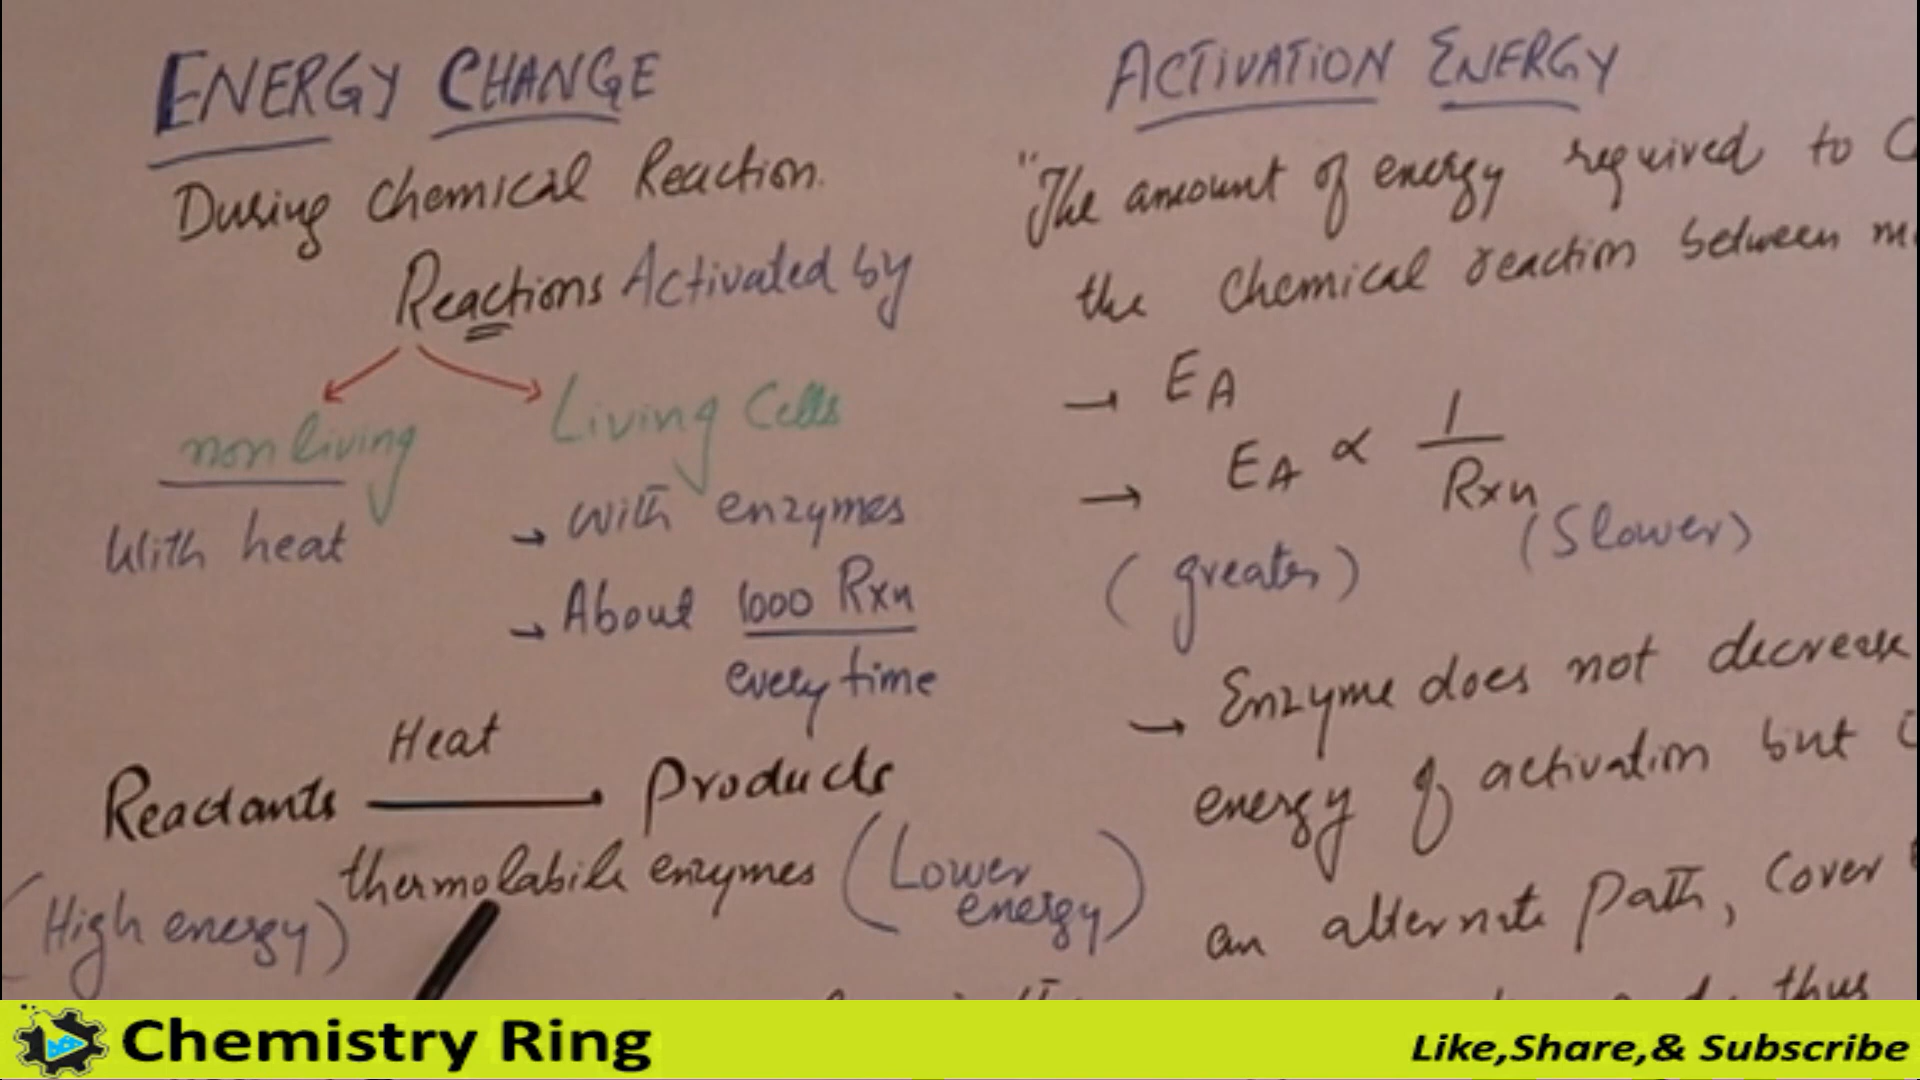 ENERGY CHANGE
During Chemical Reaction.
Reactions Activated by
non living
With heat
Living Cells
→ with enzymes
→ About 1000 Rxn
every time
Heat
Reactants → Products
thermolabile enzymes
(High energy)
(Lower
energy)
ACTIVATION ENERGY
"The amount of energy required to
the Chemical reaction between
→ EA
→ EA ∝ 1
Rxn
(greater)
(Slower)
→ Enzyme does not decrease
energy of activation but
an alternate path, cover
thus
Chemistry Ring
Like,Share,& Subscribe